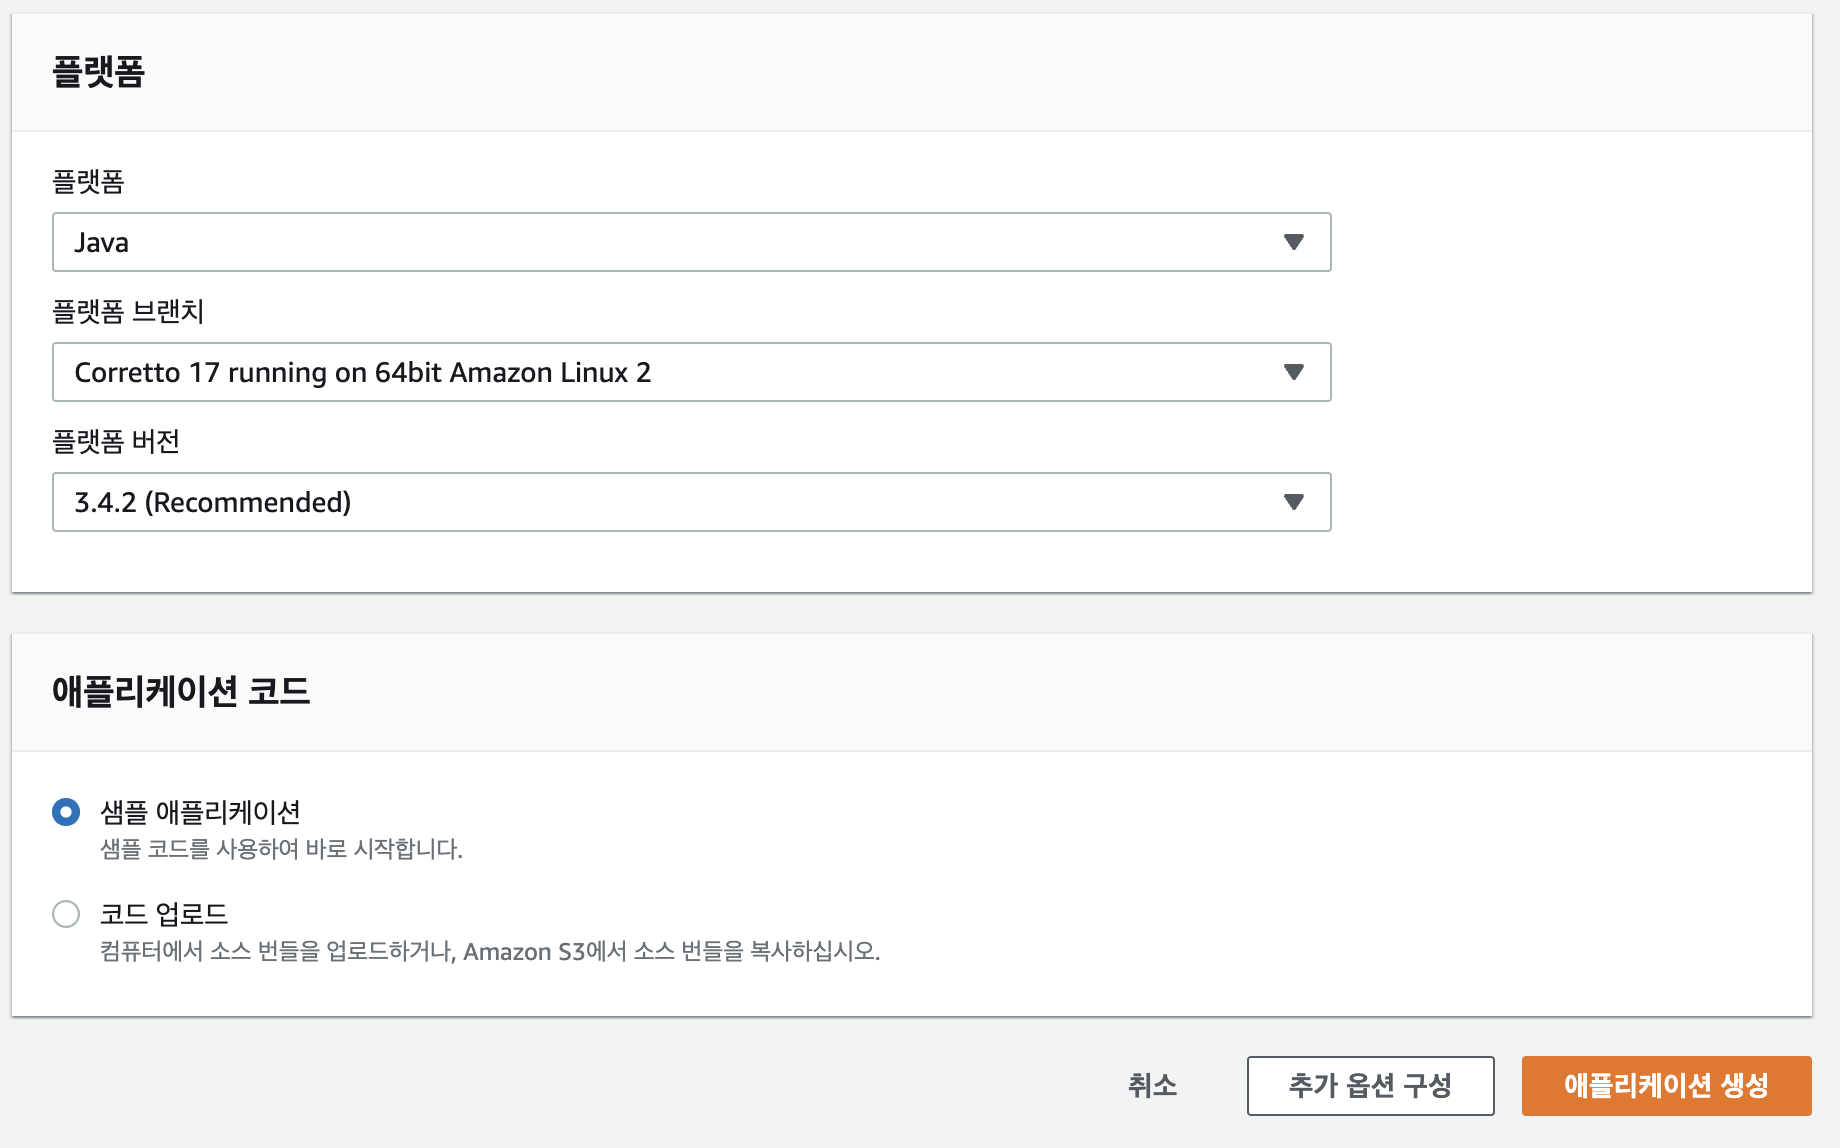 플랫폼
플랫폼
Java
플랫폼 브랜치
Corretto 17 running on 64bit Amazon Linux 2
플랫폼 버전
3.4.2 (Recommended)
애플리케이션 코드
샘플 애플리케이션
샘플 코드를 사용하여 바로 시작합니다.
코드 업로드
컴퓨터에서 소스 번들을 업로드하거나, Amazon S3에서 소스 번들을 복사하십시오.
취소 추가 옵션 구성 애플리케이션 생성